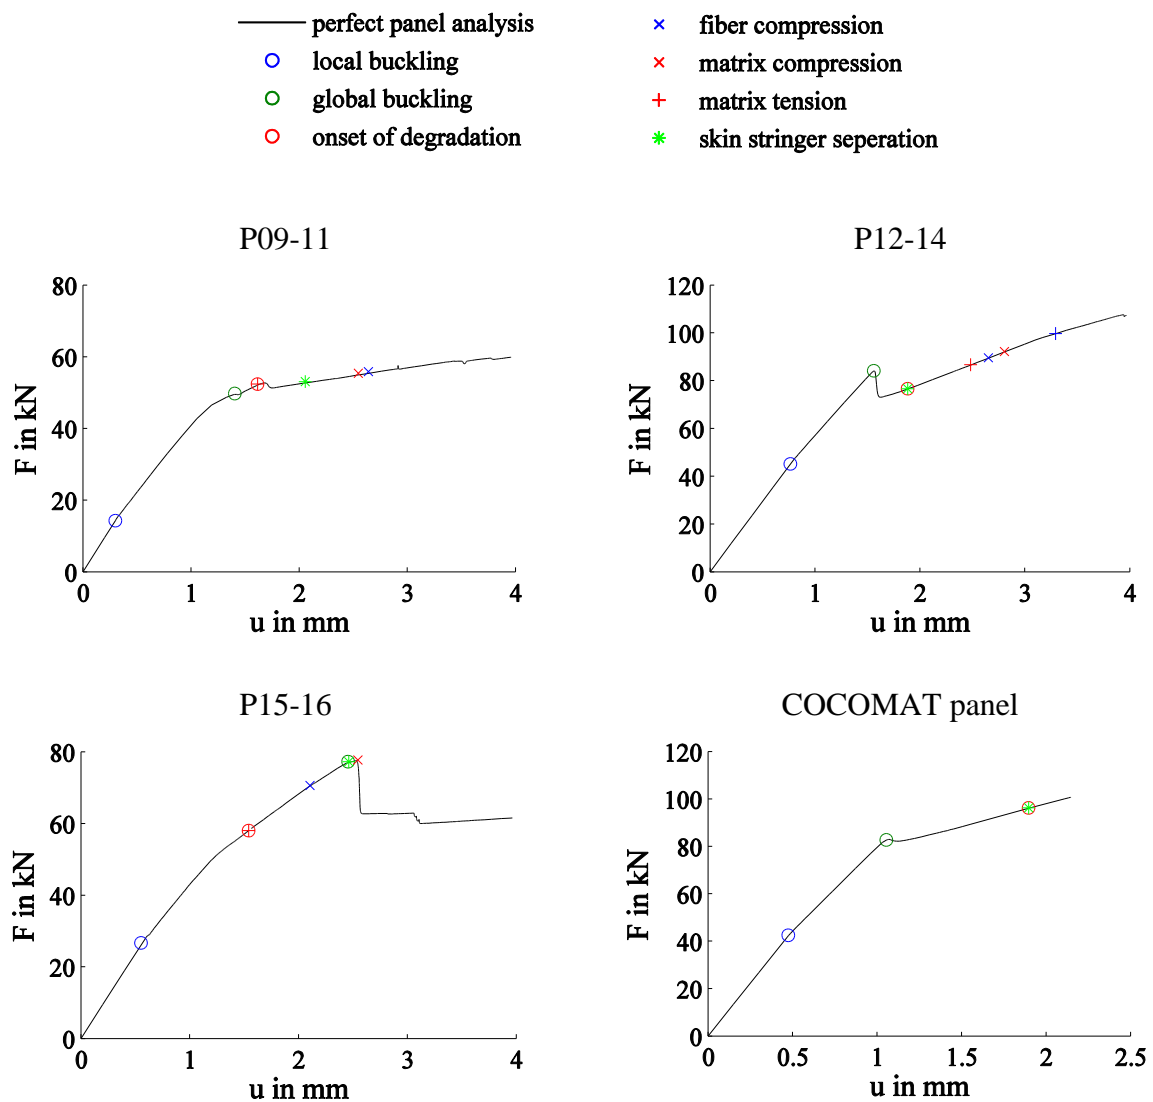 perfect panel analysis
local buckling
global buckling
onset of degradation
fiber compression
matrix compression
matrix tension
skin stringer seperation
P09-11
80
60
40
20
0
F in kN
0 1 2 3 4
u in mm
P12-14
120
100
80
60
40
20
0
F in kN
0 1 2 3 4
u in mm
P15-16
80
60
40
20
0
F in kN
0 1 2 3 4
u in mm
COCOMAT panel
120
100
80
60
40
20
0
F in kN
0 0.5 1 1.5 2 2.5
u in mm